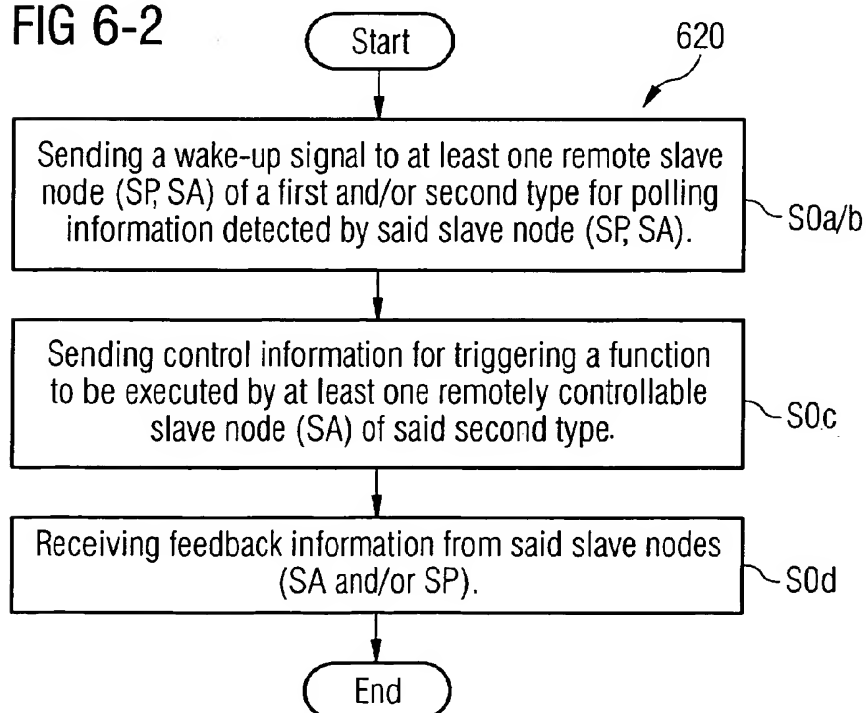 FIG 6-2
Start
620
Sending a wake-up signal to at least one remote slave
node (SP, SA) of a first and/or second type for polling
information detected by said slave node (SP, SA).
S0a/b
Sending control information for triggering a function
to be executed by at least one remotely controllable
slave node (SA) of said second type.
S0c
Receiving feedback information from said slave nodes
(SA and/or SP).
S0d
End